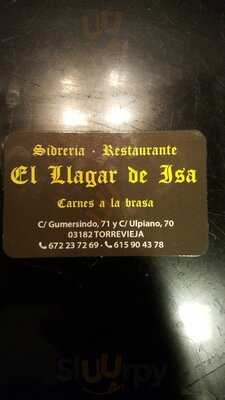 Sidrería · Restaurante
El Llagar de Isa
Carnes a la brasa
C/ Gumersindo, 71 y C/ Ulpiano, 70
03182 TORREVIEJA
672 23 72 69 - 615 90 43 78
Slurpy